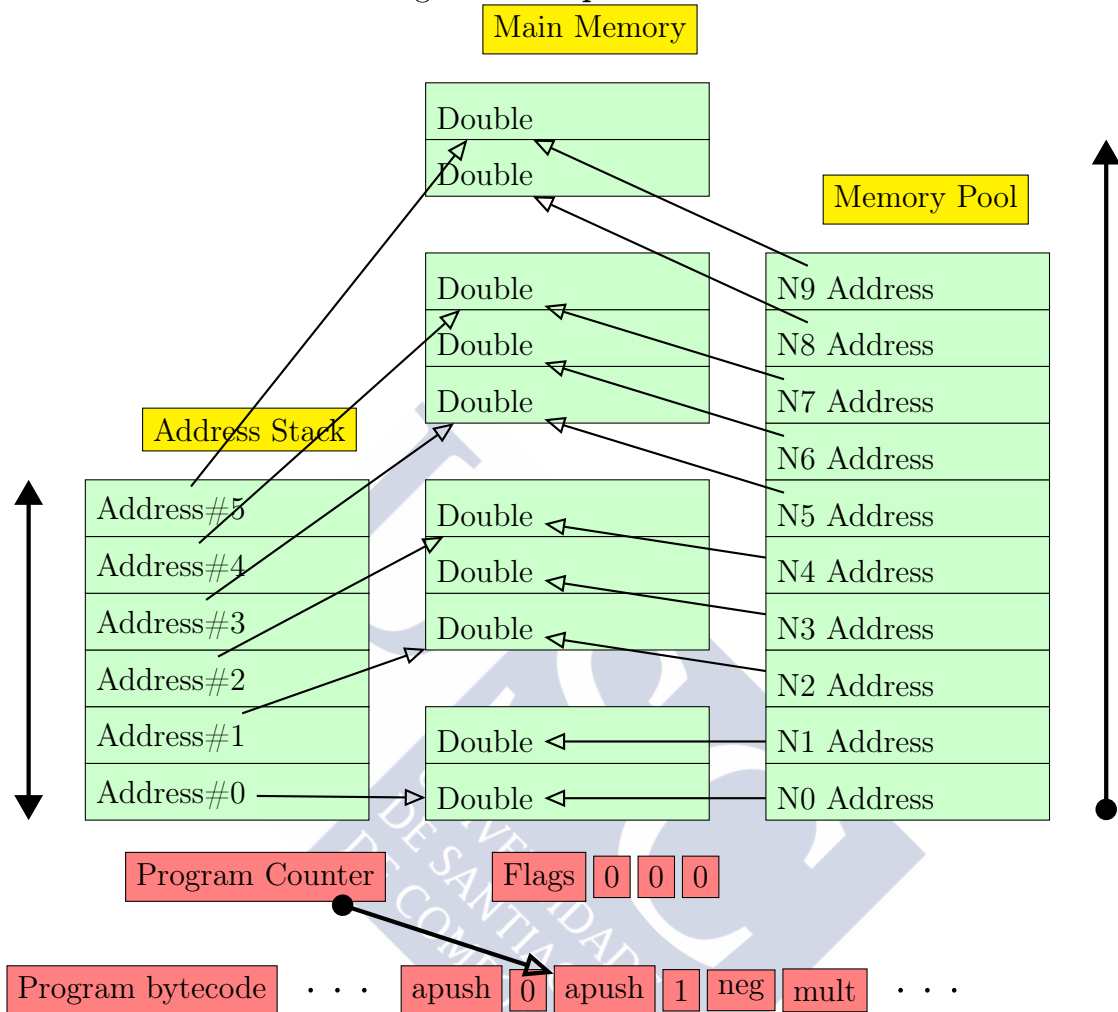 Main Memory
Double
Double
Memory Pool
Double
N9 Address
Double
N8 Address
Double
N7 Address
Address Stack
N6 Address
Address#5
Double
N5 Address
Address#4
Double
N4 Address
Address#3
Double
N3 Address
Address#2
N2 Address
Address#1
Double
N1 Address
Address#0
Double
N0 Address
Program Counter
Flags 0 0 0
Program bytecode · · · apush 0 apush 1 neg mult · · ·